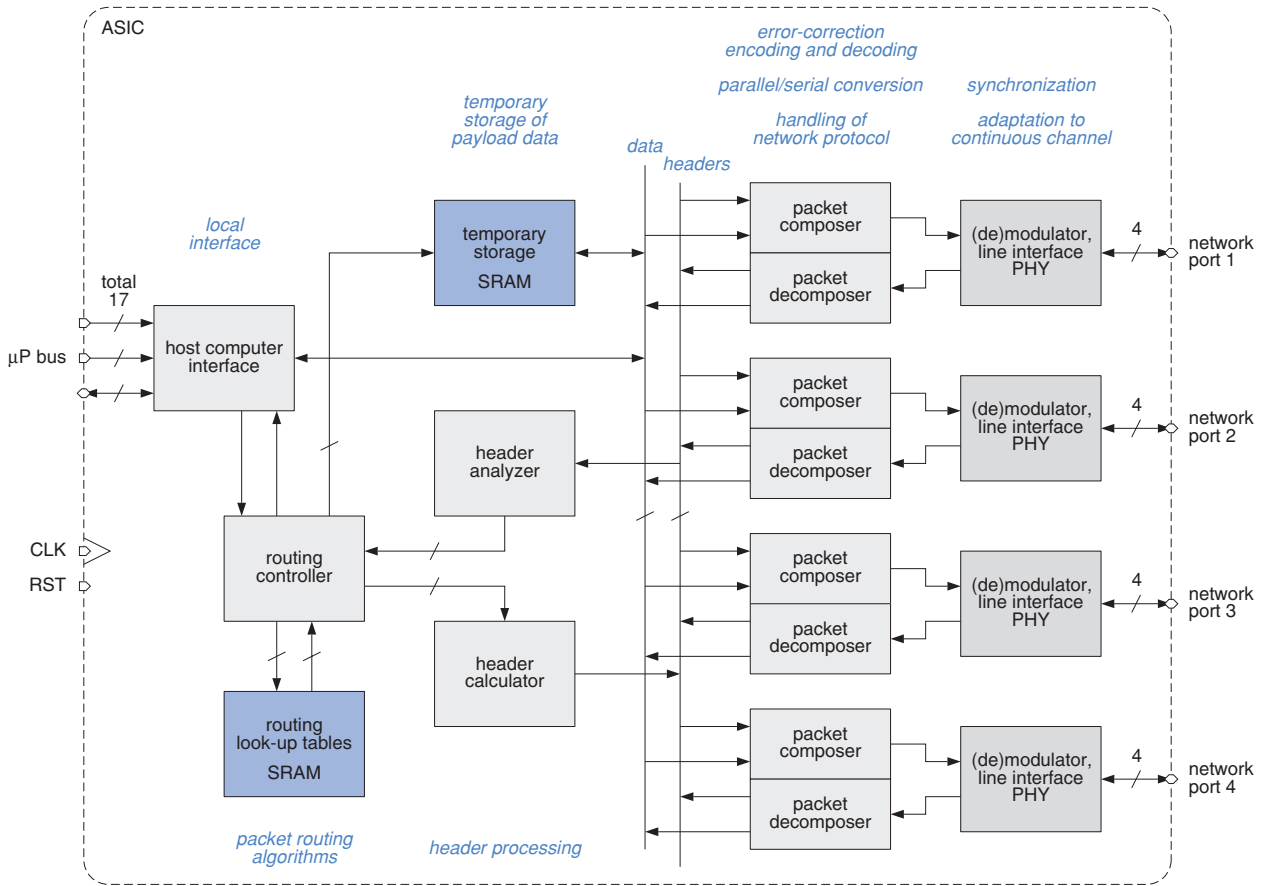 ASIC
error-correction
encoding and decoding
parallel/serial conversion
synchronization
temporary
storage of
payload data
handling of
network protocol
adaptation to
continuous channel
data
headers
local
interface
temporary
storage
SRAM
packet
composer
packet
decomposer
(de)modulator,
line interface
PHY
4
network
port 1
total
17
μP bus
host computer
interface
packet
composer
packet
decomposer
(de)modulator,
line interface
PHY
4
network
port 2
header
analyzer
CLK
RST
routing
controller
packet
composer
packet
decomposer
(de)modulator,
line interface
PHY
4
network
port 3
header
calculator
routing
look-up tables
SRAM
packet
composer
packet
decomposer
(de)modulator,
line interface
PHY
4
network
port 4
packet routing
algorithms
header processing